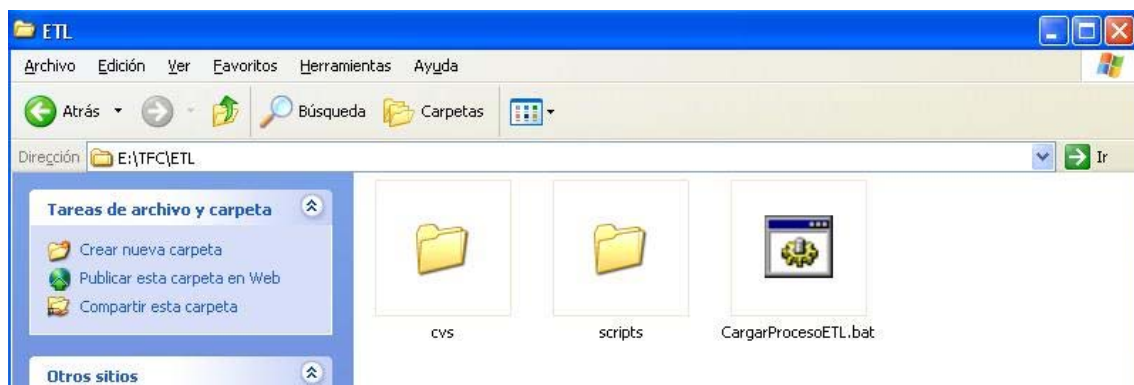 ETL
Archivo Edición Ver Favoritos Herramientas Ayuda
Atrás Búsqueda Carpetas
Dirección E:\TFC\ETL Ir
Tareas de archivo y carpeta
Crear nueva carpeta
Publicar esta carpeta en Web
Compartir esta carpeta
cvs scripts CargarProcesoETL.bat
Otros sitios